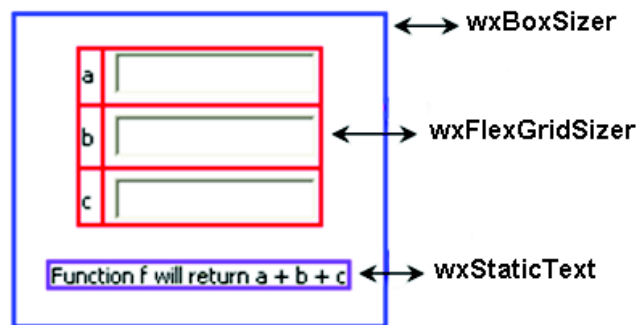 wxBoxSizer
a
b
wxFlexGridSizer
c
Function f will return a + b + c
wxStaticText